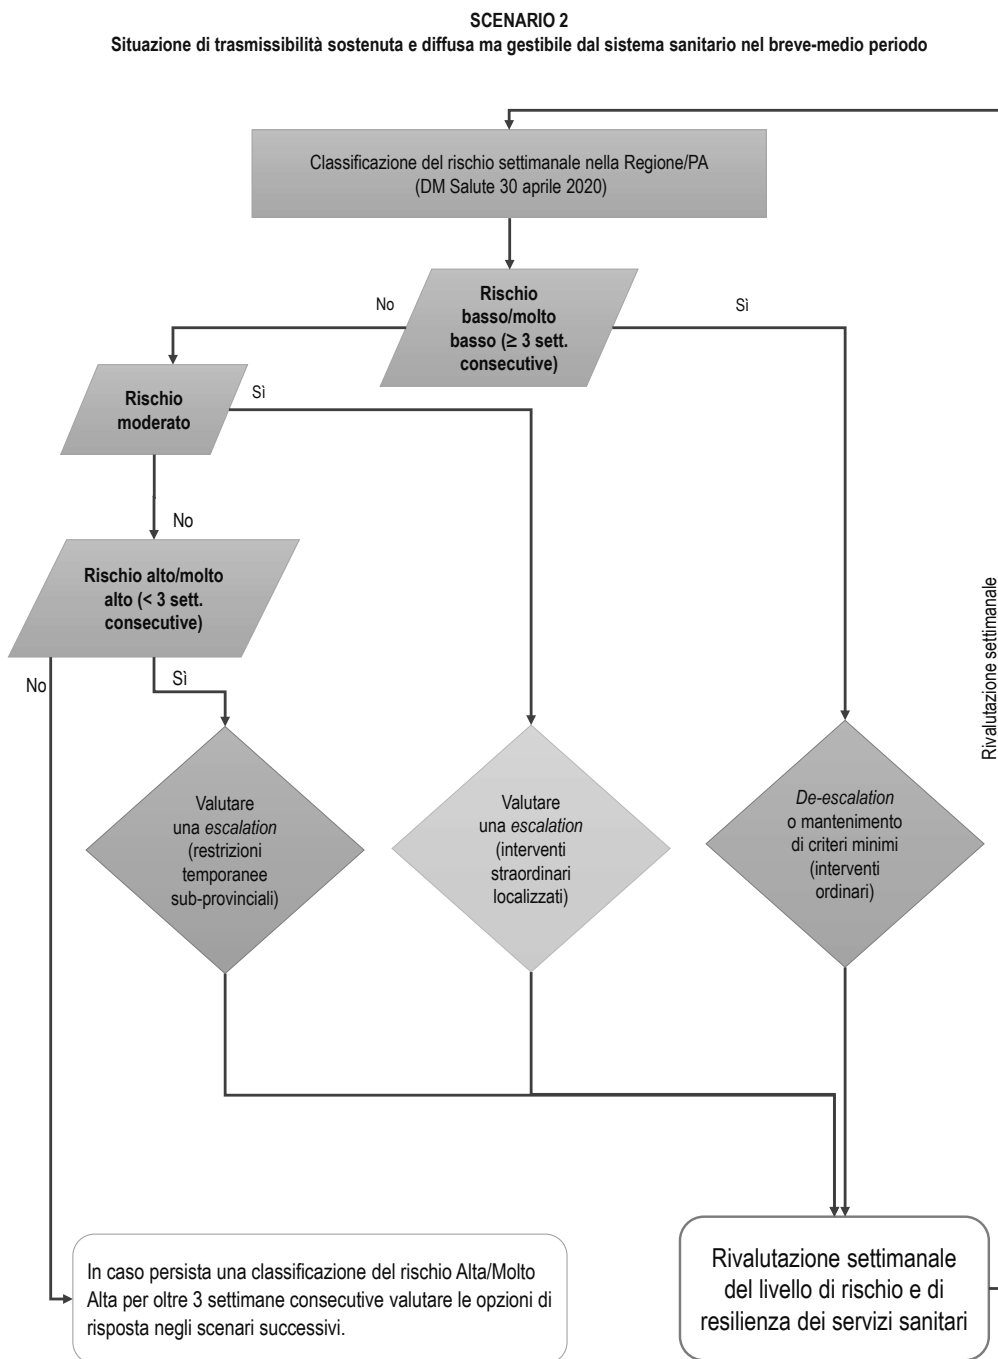 SCENARIO 2
Situazione di trasmissibilità sostenuta e diffusa ma gestibile dal sistema sanitario nel breve-medio periodo
Classificazione del rischio settimanale nella Regione/PA
(DM Salute 30 aprile 2020)
Rischio
basso/molto
basso (≥ 3 sett.
consecutive)
No
Sì
Rischio
moderato
Sì
No
Rischio alto/molto
alto (< 3 sett.
consecutive)
No
Sì
Rivalutazione settimanale
Valutare
una escalation
(restrizioni
temporanee
sub-provinciali)
Valutare
una escalation
(interventi
straordinari
localizzati)
De-escalation
o mantenimento
di criteri minimi
(interventi
ordinari)
In caso persista una classificazione del rischio Alta/Molto
Alta per oltre 3 settimane consecutive valutare le opzioni di
risposta negli scenari successivi.
Rivalutazione settimanale
del livello di rischio e di
resilienza dei servizi sanitari